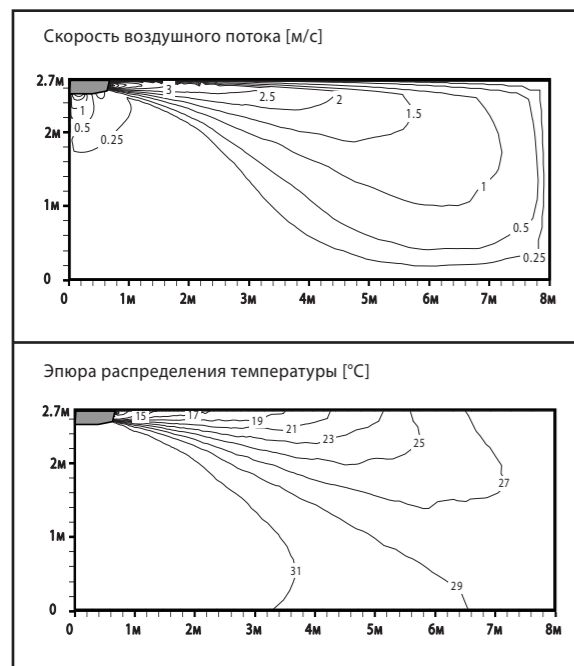 Скорость воздушного потока [м/с]
2.7м
3
2.5
2
1.5
1
1
0.5
0.25
2м
1м
0.5
0.25
0
0 1м 2м 3м 4м 5м 6м 7м 8м
Эпюра распределения температуры [°C]
2.7м
15
17
19
21
23
25
27
2м
1м
31
29
0
0 1м 2м 3м 4м 5м 6м 7м 8м